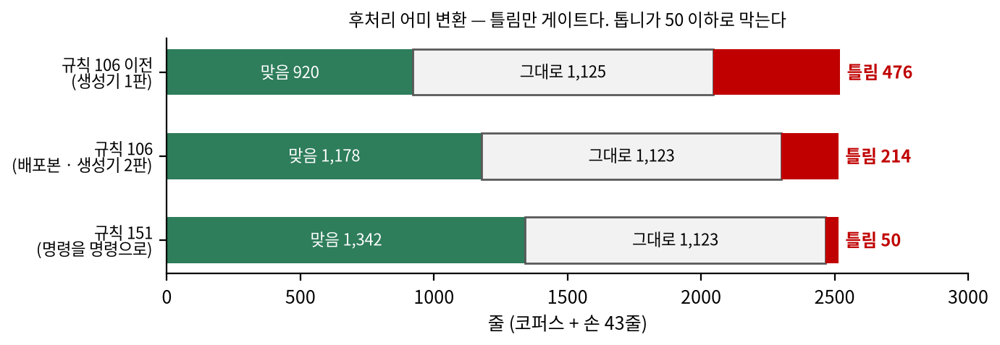 후처리 어미 변환 — 틀림만 게이트다. 톱니가 50 이하로 막는다
규칙 106 이전
(생성기 1판)
맞음 920
그대로 1,125
틀림 476
규칙 106
(배포본 · 생성기 2판)
맞음 1,178
그대로 1,123
틀림 214
규칙 151
(명령을 명령으로)
맞음 1,342
그대로 1,123
틀림 50
0 500 1000 1500 2000 2500 3000
줄 (코퍼스 + 손 43줄)